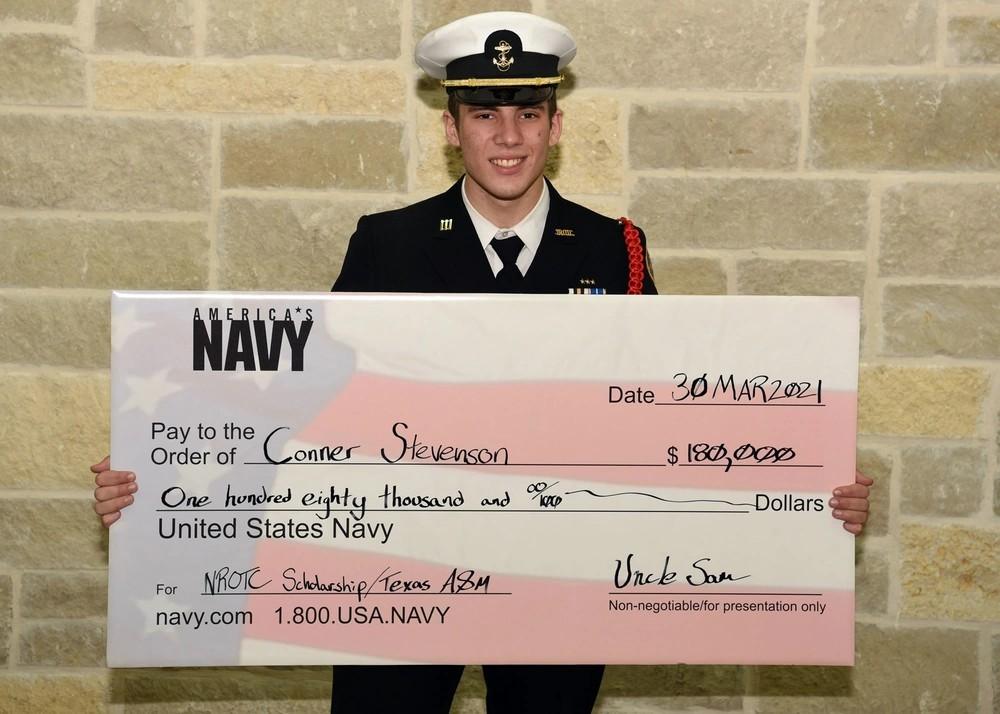 AMERICA★S
NAVY
Date 30 MAR 2021
Pay to the
Order of Conner Stevenson $ 180,000
One hundred eighty thousand and 00/100 Dollars
United States Navy
For NROTC Scholarship/Texas A&M Uncle Sam
Non-negotiable/for presentation only
navy.com 1.800.USA.NAVY